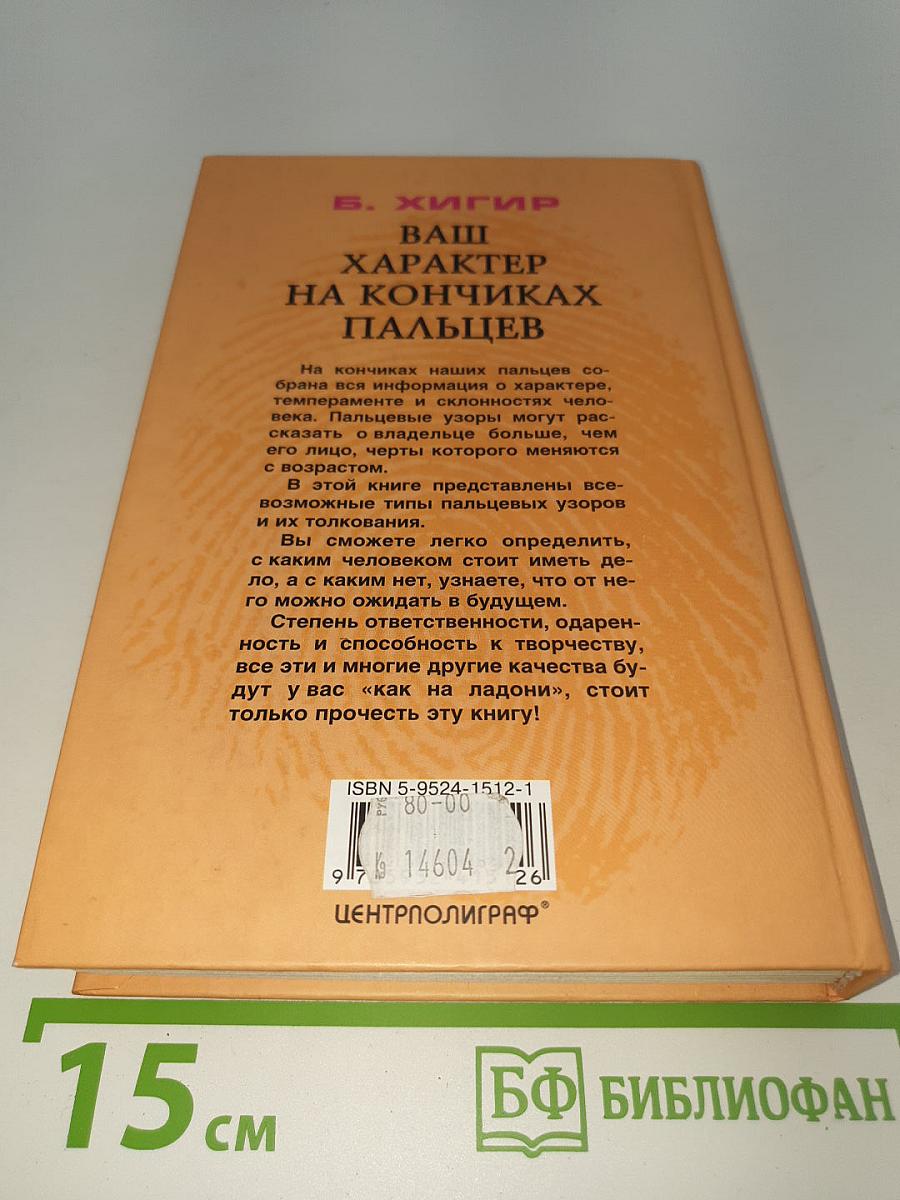 Б. ХИГИР
ВАШ
ХАРАКТЕР
НА КОНЧИКАХ
ПАЛЬЦЕВ
На кончиках наших пальцев со-
брана вся информация о характере,
темпераменте и склонностях чело-
века. Пальцевые узоры могут рас-
сказать о владельце больше, чем
его лицо, черты которого меняются
с возрастом.
В этой книге представлены все-
возможные типы пальцевых узоров
и их толкования.
Вы сможете легко определить,
с каким человеком стоит иметь де-
ло, а с каким нет, узнаете, что от не-
го можно ожидать в будущем.
Степень ответственности, одарен-
ность и способность к творчеству,
все эти и многие другие качества бу-
дут у вас «как на ладони», стоит
только прочесть эту книгу!
ISBN 5-9524-1512-1
80-00
14604 2
9 26
ЦЕНТРПОЛИГРАФ®
15 см
БФ БИБЛИОФАН